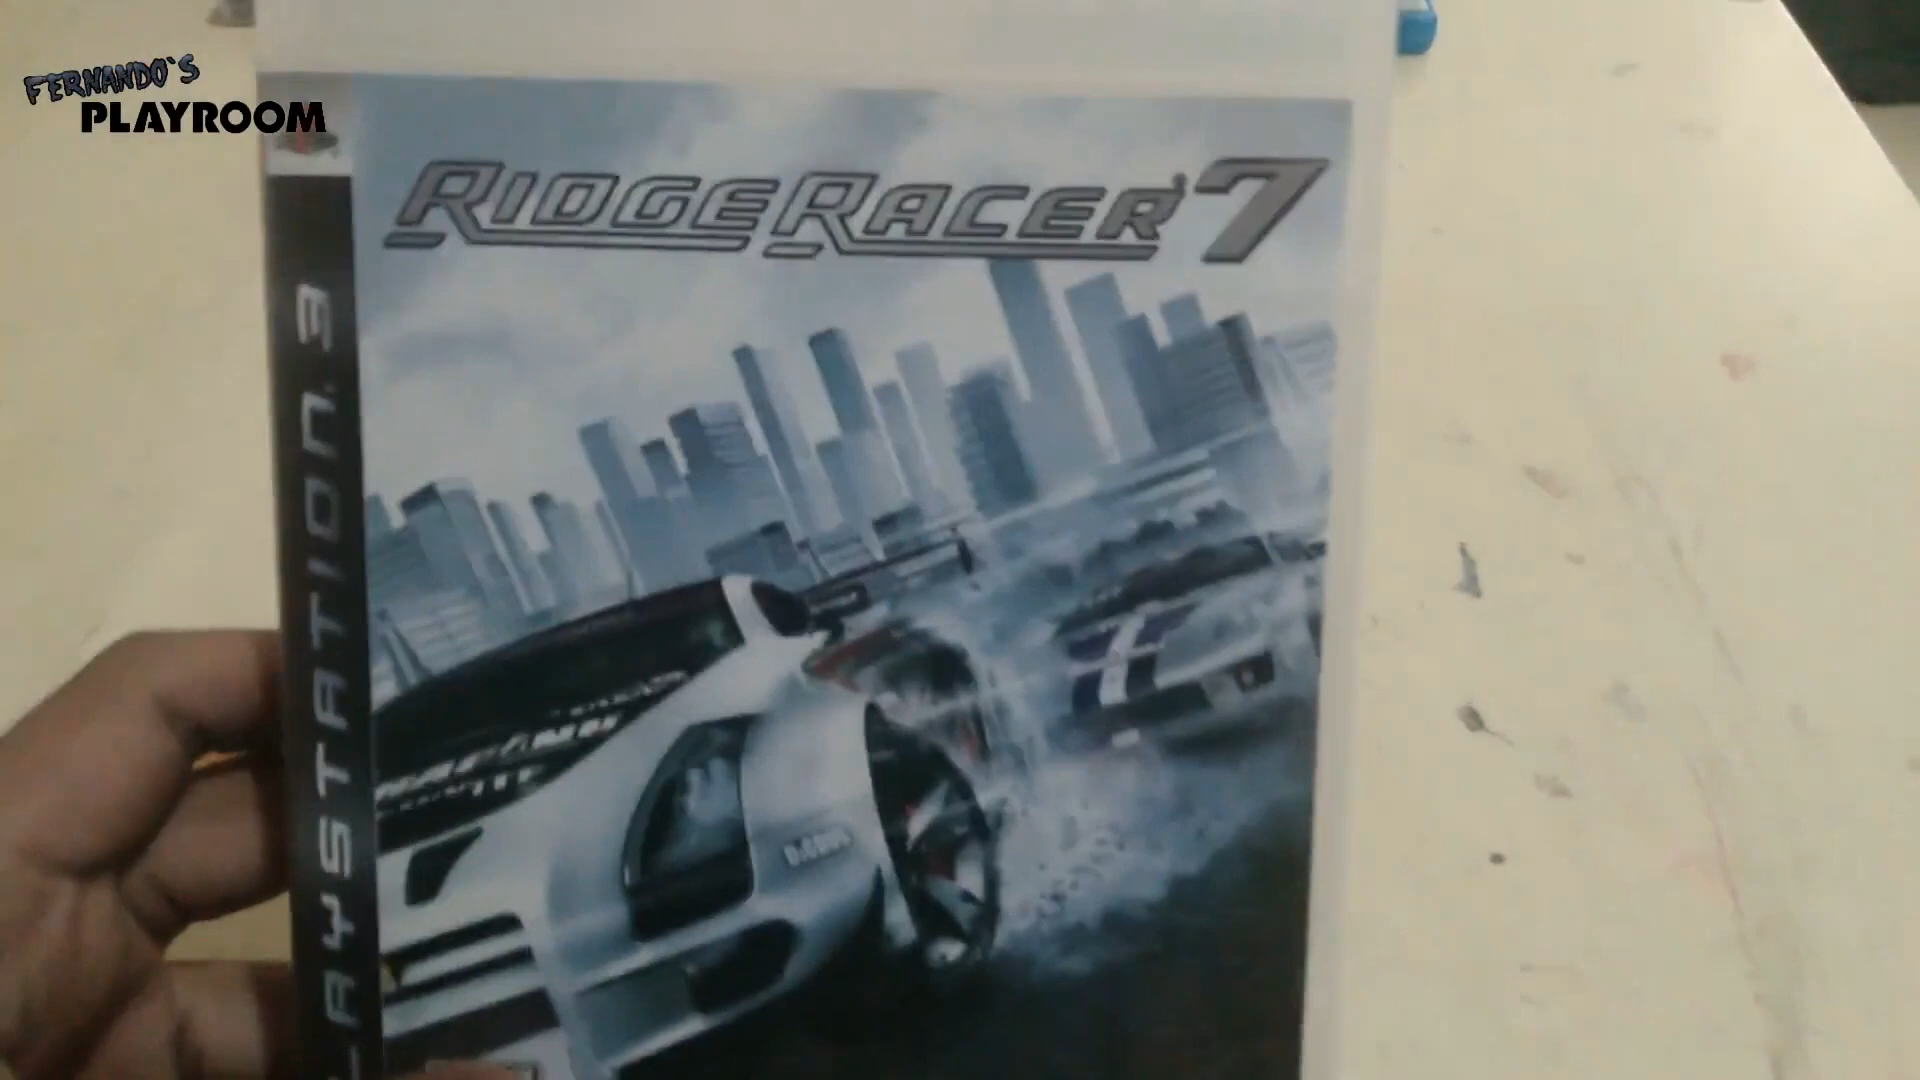 FERNANDO`S
PLAYROOM
RIDGE RACER 7
PLAYSTATION 3